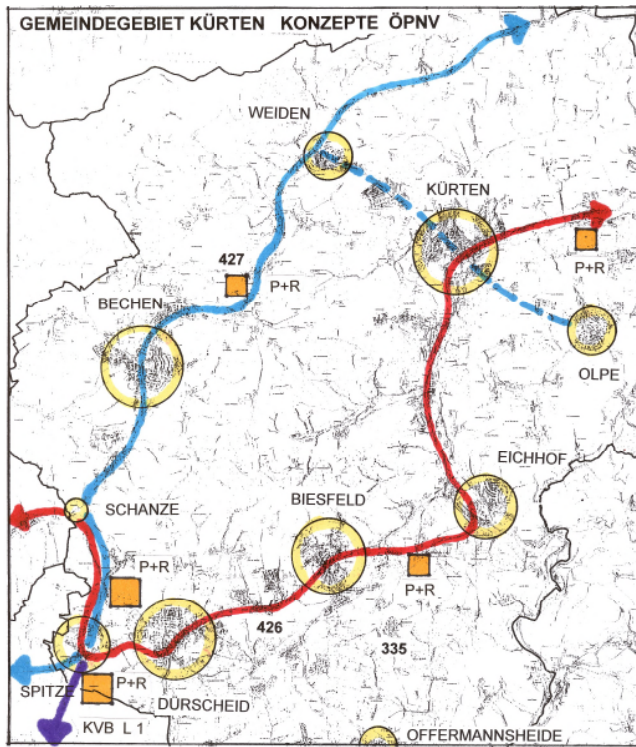 GEMEINDEGEBIET KÜRTEN KONZEPTE ÖPNV
WEIDEN
KÜRTEN
427
P+R
P+R
BECHEN
OLPE
EICHHOF
SCHANZE
BIESFELD
P+R
P+R
426
335
P+R
SPITZE
DÜRSCHEID
KVB L 1
OFFERMANNSHEIDE